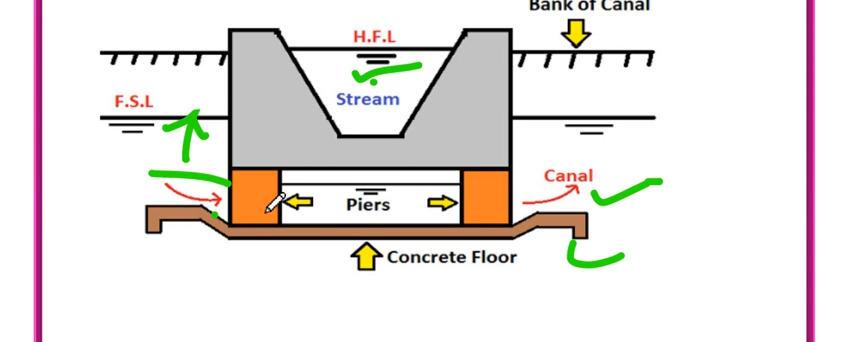 Bank of Canal
H.F.L
F.S.L
Stream
Canal
Piers
Concrete Floor